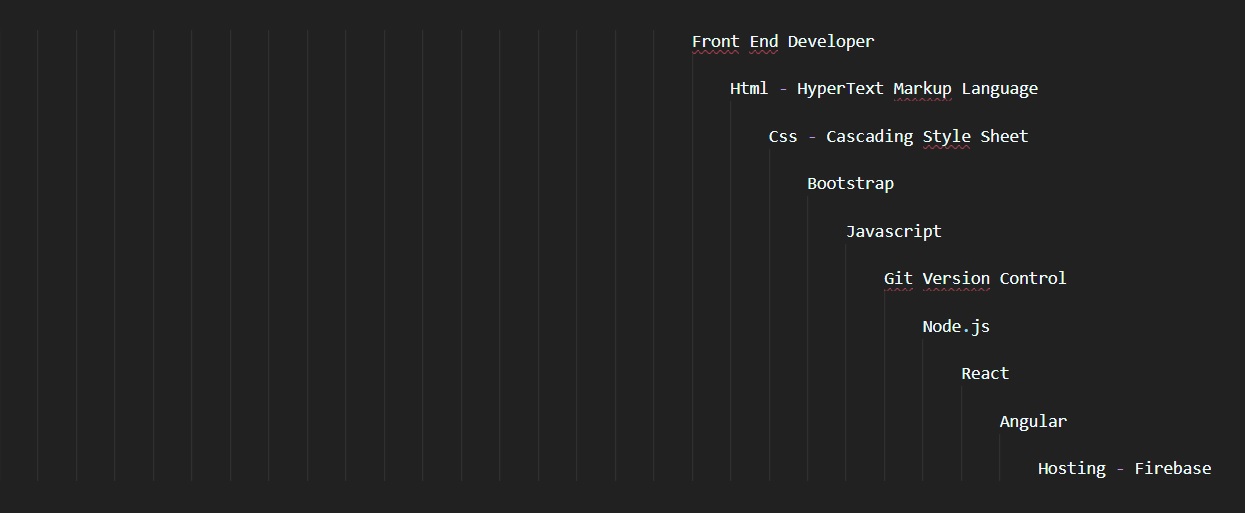 Front End Developer
Html - HyperText Markup Language
Css - Cascading Style Sheet
Bootstrap
Javascript
Git Version Control
Node.js
React
Angular
Hosting - Firebase